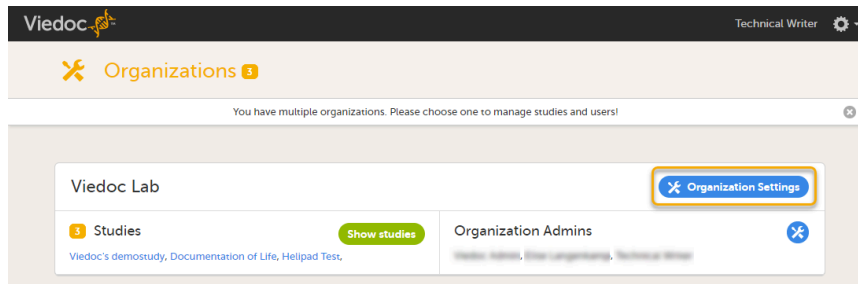 Viedoc™
Technical Writer
Organizations 3
You have multiple organizations. Please choose one to manage studies and users!
Viedoc Lab
Organization Settings
3 Studies
Show studies
Viedoc's demostudy, Documentation of Life, Helipad Test,
Organization Admins